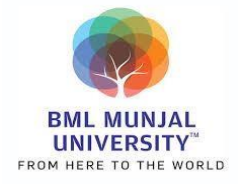 BML MUNJAL
UNIVERSITY™
FROM HERE TO THE WORLD